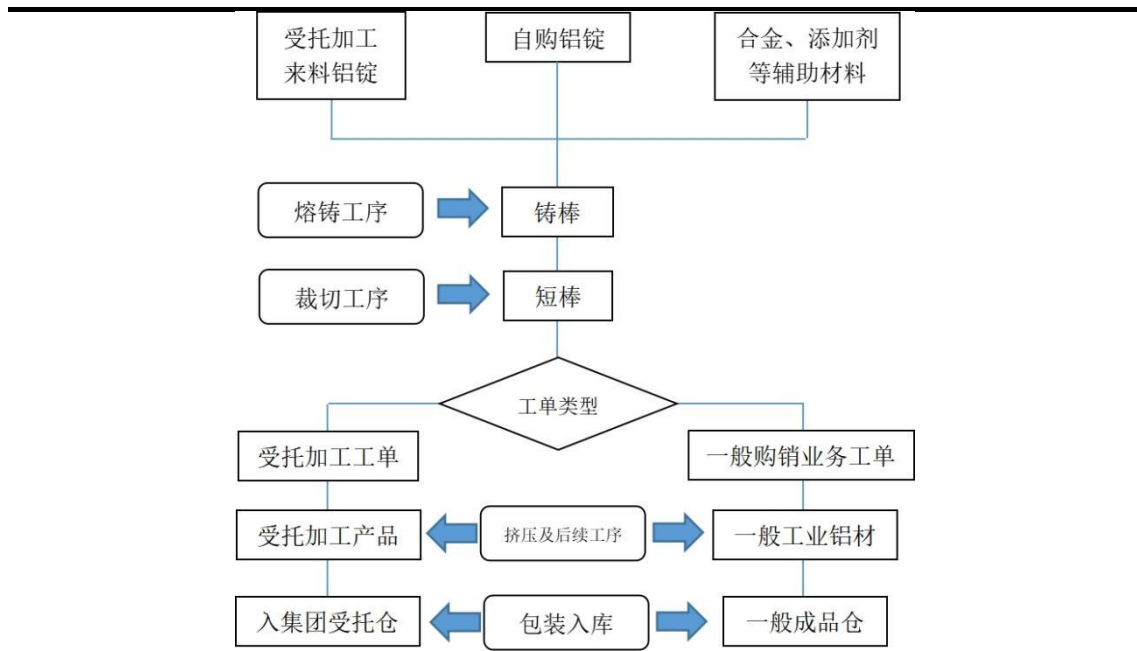 受托加工
来料铝锭
自购铝锭
合金、添加剂
等辅助材料
熔铸工序
铸棒
裁切工序
短棒
工单类型
受托加工工单
一般购销业务工单
受托加工产品
挤压及后续工序
一般工业铝材
入集团受托仓
包装入库
一般成品仓